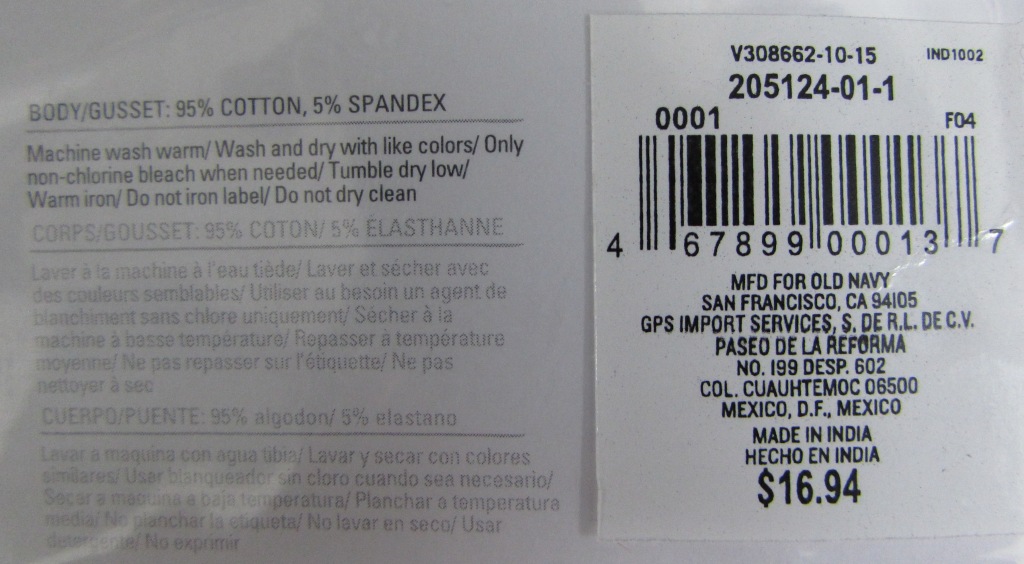 BODY/GUSSET: 95% COTTON, 5% SPANDEX
Machine wash warm/ Wash and dry with like colors/ Only
non-chlorine bleach when needed/ Tumble dry low/
Warm iron/ Do not iron label/ Do not dry clean
CORPS/GOUSSET: 95% COTON/ 5% ÉLASTHANNE
Laver à la machine à l'eau tiède/ Laver et sécher avec
des couleurs semblables/ Utiliser au besoin un agent de
blanchiment sans chlore uniquement/ Sécher à la
machine à basse température/ Repasser à température
moyenne/ Ne pas repasser sur l'étiquette/ Ne pas
nettoyer à sec
CUERPO/PUENTE: 95% algodon/ 5% elastano
Lavar a maquina con agua tibia/ Lavar y secar con colores
similares/ Usar blanqueador sin cloro cuando sea necesario/
Secar a maquina a baja temperatura/ Planchar a temperatura
media/ No planchar la etiqueta/ No lavar en seco/ Usar
detergente/ No exprimir
V308662-10-15 IND1002
205124-01-1
0001 F04
4 67899 00013 7
MFD FOR OLD NAVY
SAN FRANCISCO, CA 94105
GPS IMPORT SERVICES, S. DE R.L. DE C.V.
PASEO DE LA REFORMA
NO. 199 DESP. 602
COL. CUAUHTEMOC 06500
MEXICO, D.F., MEXICO
MADE IN INDIA
HECHO EN INDIA
$16.94